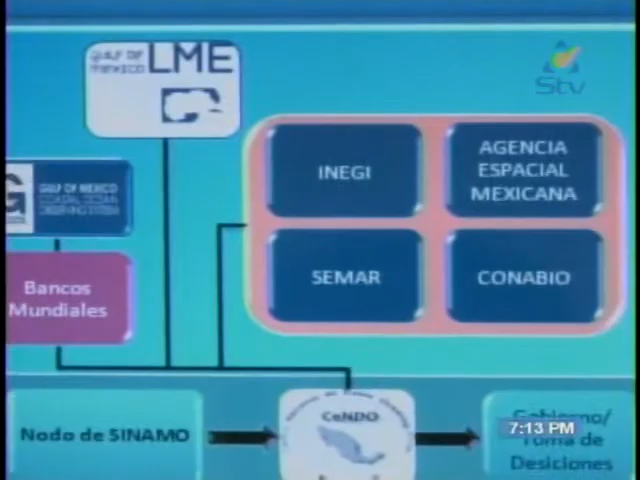 GULF OF
MEXICO LME
Stv
INEGI
AGENCIA
ESPACIAL
MEXICANA
G
GULF OF MEXICO
COASTAL OCEAN
OBSERVING SYSTEM
SEMAR
CONABIO
Bancos
Mundiales
Nodo de SINAMO
CeNDO
Gobierno/
Toma de
Desiciones
7:13 PM